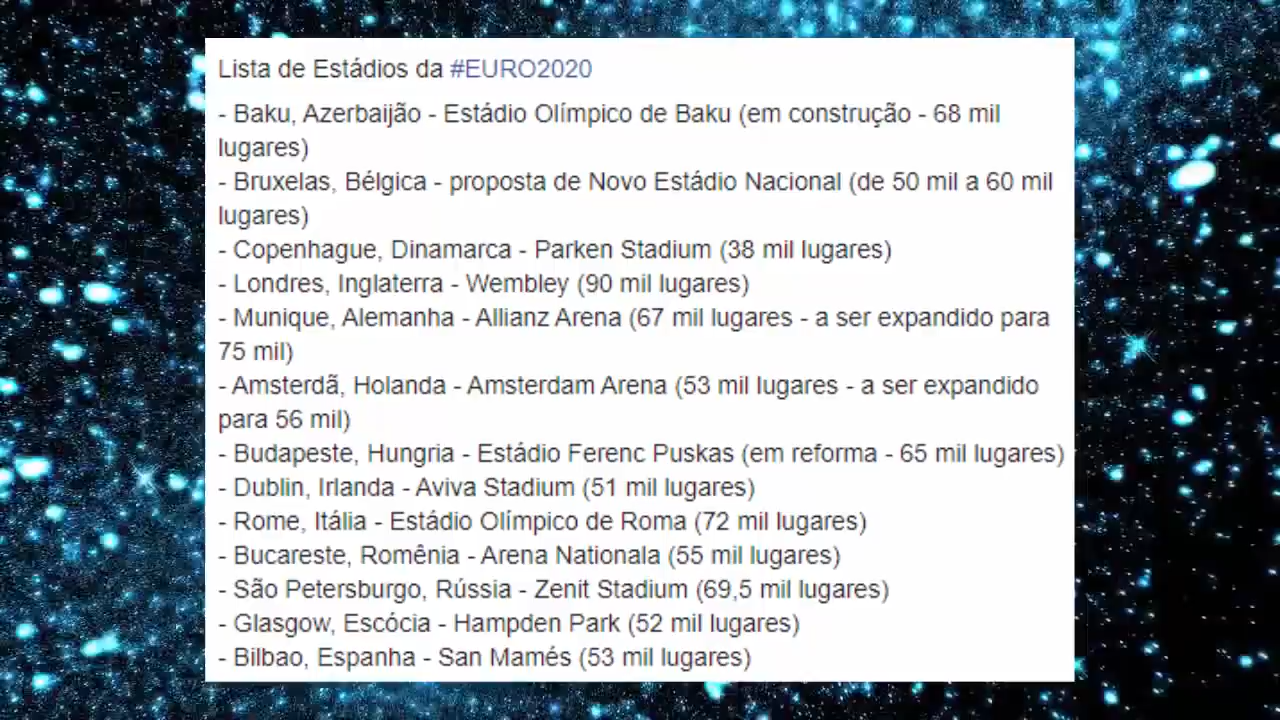 Lista de Estádios da #EURO2020
- Baku, Azerbaijão - Estádio Olímpico de Baku (em construção - 68 mil
lugares)
- Bruxelas, Bélgica - proposta de Novo Estádio Nacional (de 50 mil a 60 mil
lugares)
- Copenhague, Dinamarca - Parken Stadium (38 mil lugares)
- Londres, Inglaterra - Wembley (90 mil lugares)
- Munique, Alemanha - Allianz Arena (67 mil lugares - a ser expandido para
75 mil)
- Amsterdã, Holanda - Amsterdam Arena (53 mil lugares - a ser expandido
para 56 mil)
- Budapeste, Hungria - Estádio Ferenc Puskas (em reforma - 65 mil lugares)
- Dublin, Irlanda - Aviva Stadium (51 mil lugares)
- Rome, Itália - Estádio Olímpico de Roma (72 mil lugares)
- Bucareste, Romênia - Arena Nationala (55 mil lugares)
- São Petersburgo, Rússia - Zenit Stadium (69,5 mil lugares)
- Glasgow, Escócia - Hampden Park (52 mil lugares)
- Bilbao, Espanha - San Mamés (53 mil lugares)